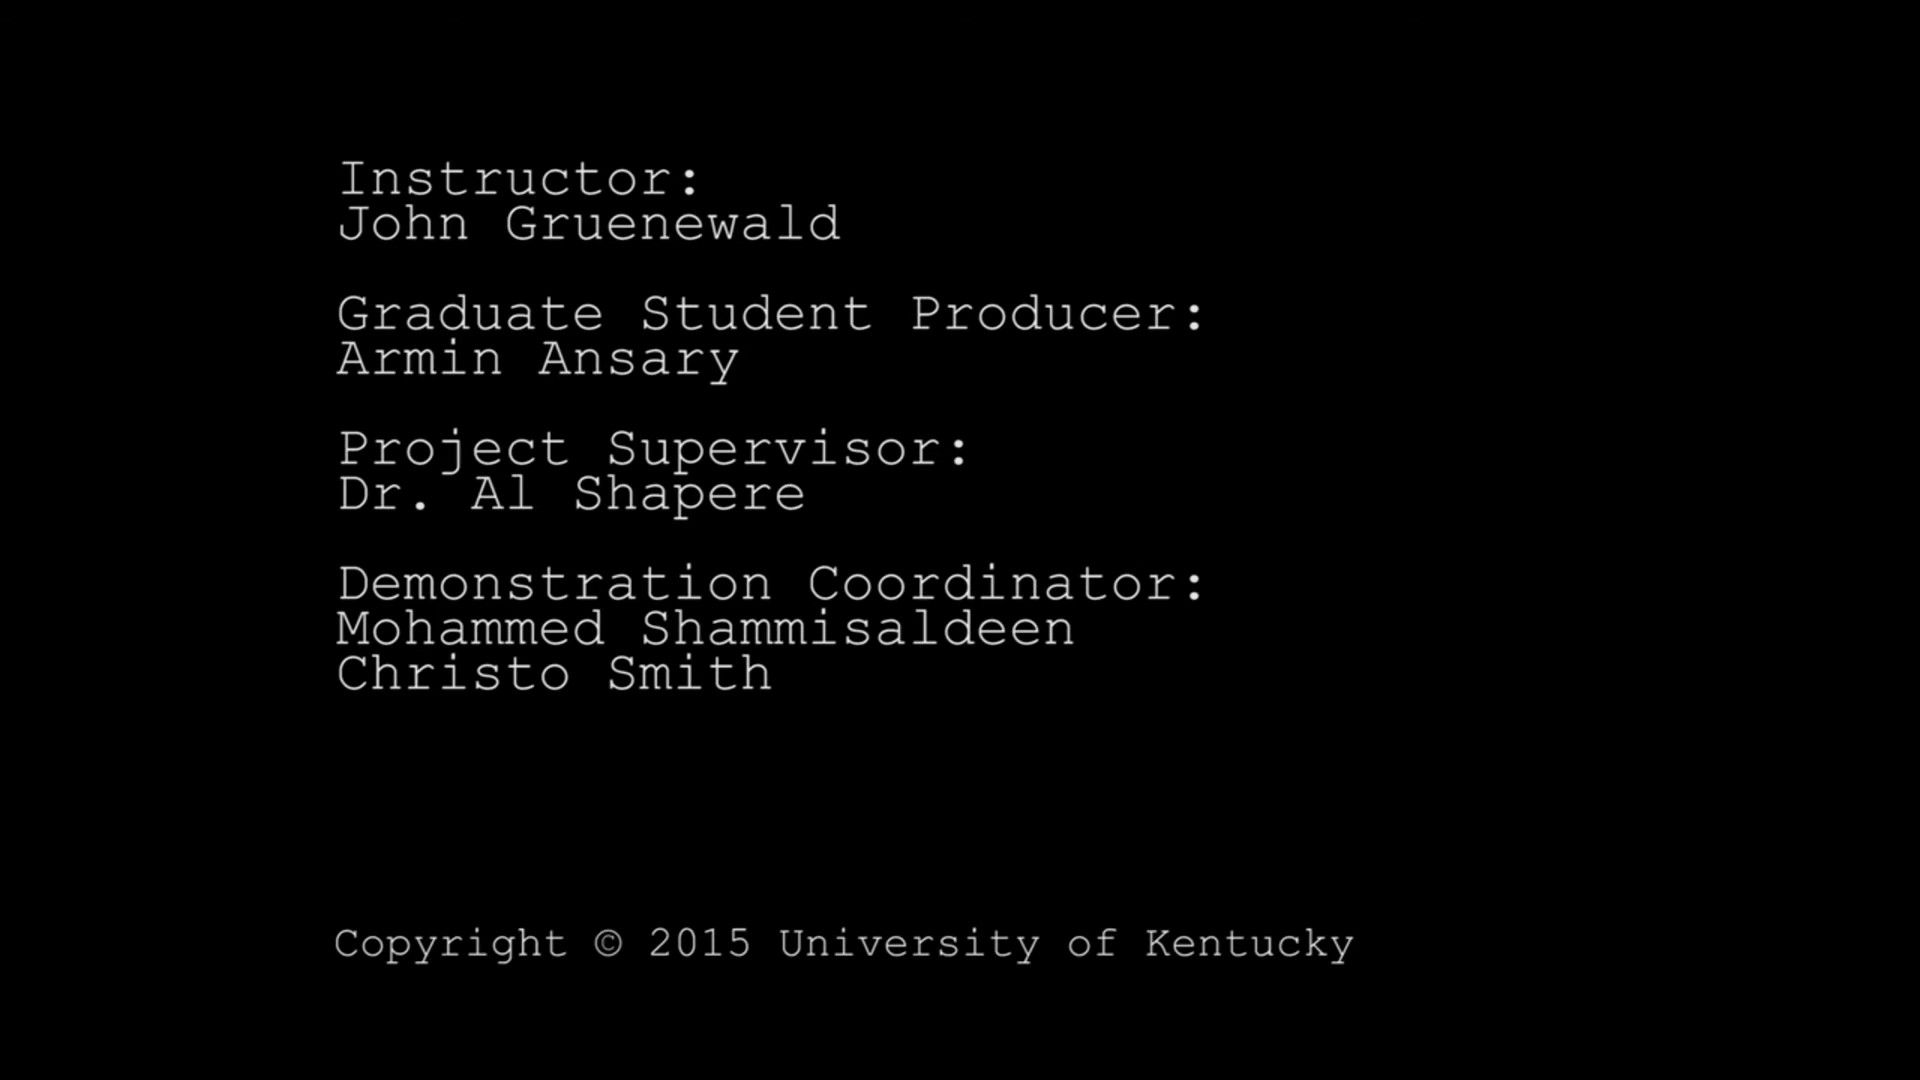 Instructor:
John Gruenewald
Graduate Student Producer:
Armin Ansary
Project Supervisor:
Dr. Al Shapere
Demonstration Coordinator:
Mohammed Shammisaldeen
Christo Smith
Copyright © 2015 University of Kentucky